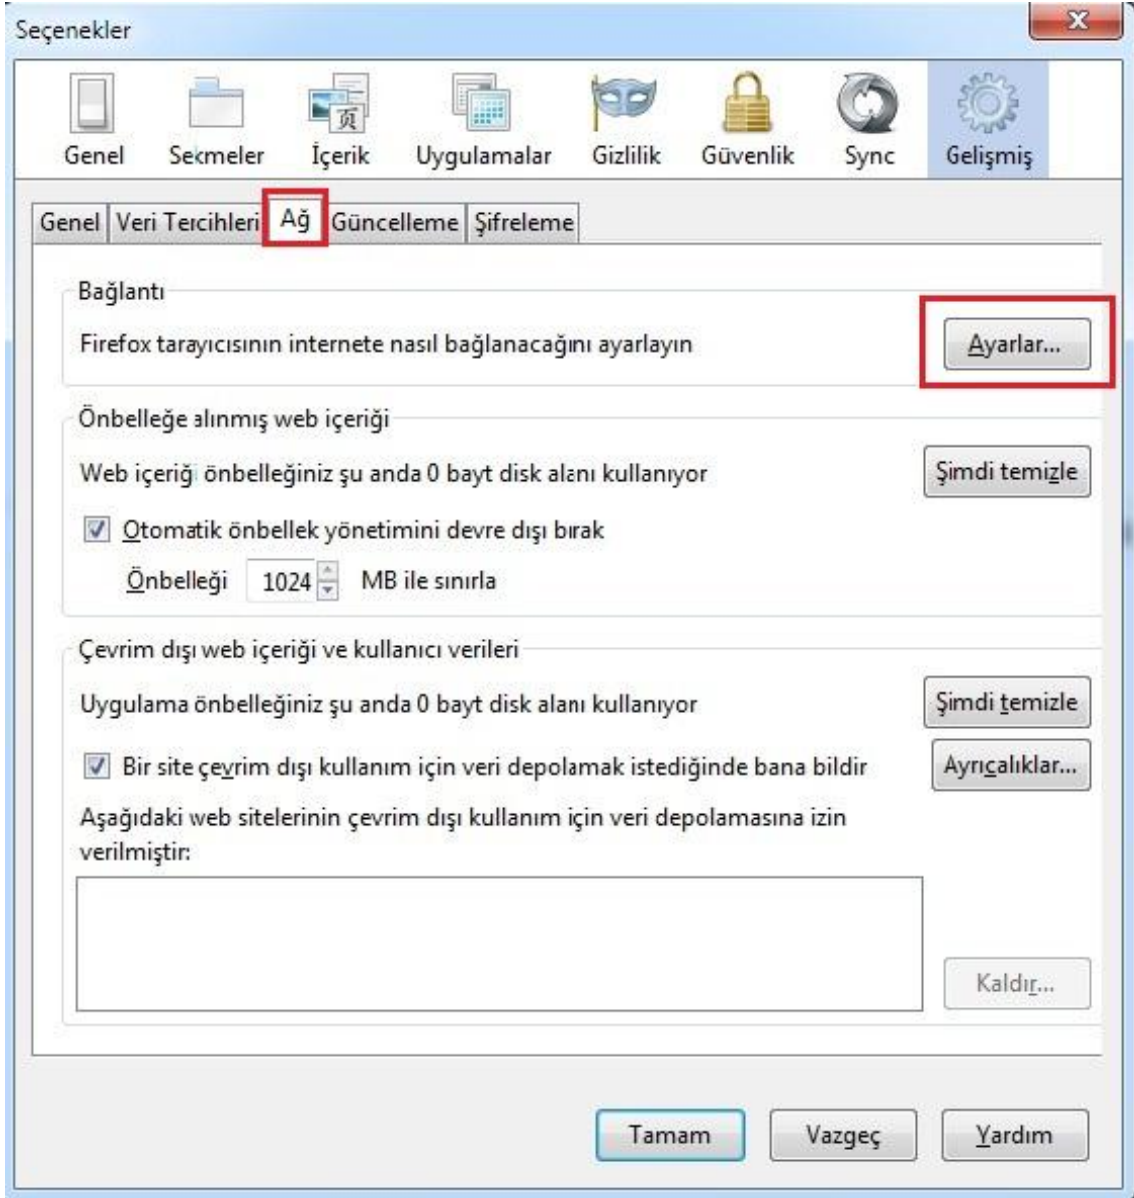 Seçenekler
Genel Sekmeler İçerik Uygulamalar Gizlilik Güvenlik Sync Gelişmiş
Genel Veri Tercihleri Ağ Güncelleme Şifreleme
Bağlantı
Firefox tarayıcısının internete nasıl bağlanacağını ayarlayın Ayarlar...
Önbelleğe alınmış web içeriği
Web içeriği önbelleğiniz şu anda 0 bayt disk alanı kullanıyor Şimdi temizle
Otomatik önbellek yönetimini devre dışı bırak
Önbelleği 1024 MB ile sınırla
Çevrim dışı web içeriği ve kullanıcı verileri
Uygulama önbelleğiniz şu anda 0 bayt disk alanı kullanıyor Şimdi temizle
Bir site çevrim dışı kullanım için veri depolamak istediğinde bana bildir Ayrıcalıklar...
Aşağıdaki web sitelerinin çevrim dışı kullanım için veri depolamasına izin
verilmiştir:
Kaldır...
Tamam Vazgeç Yardım